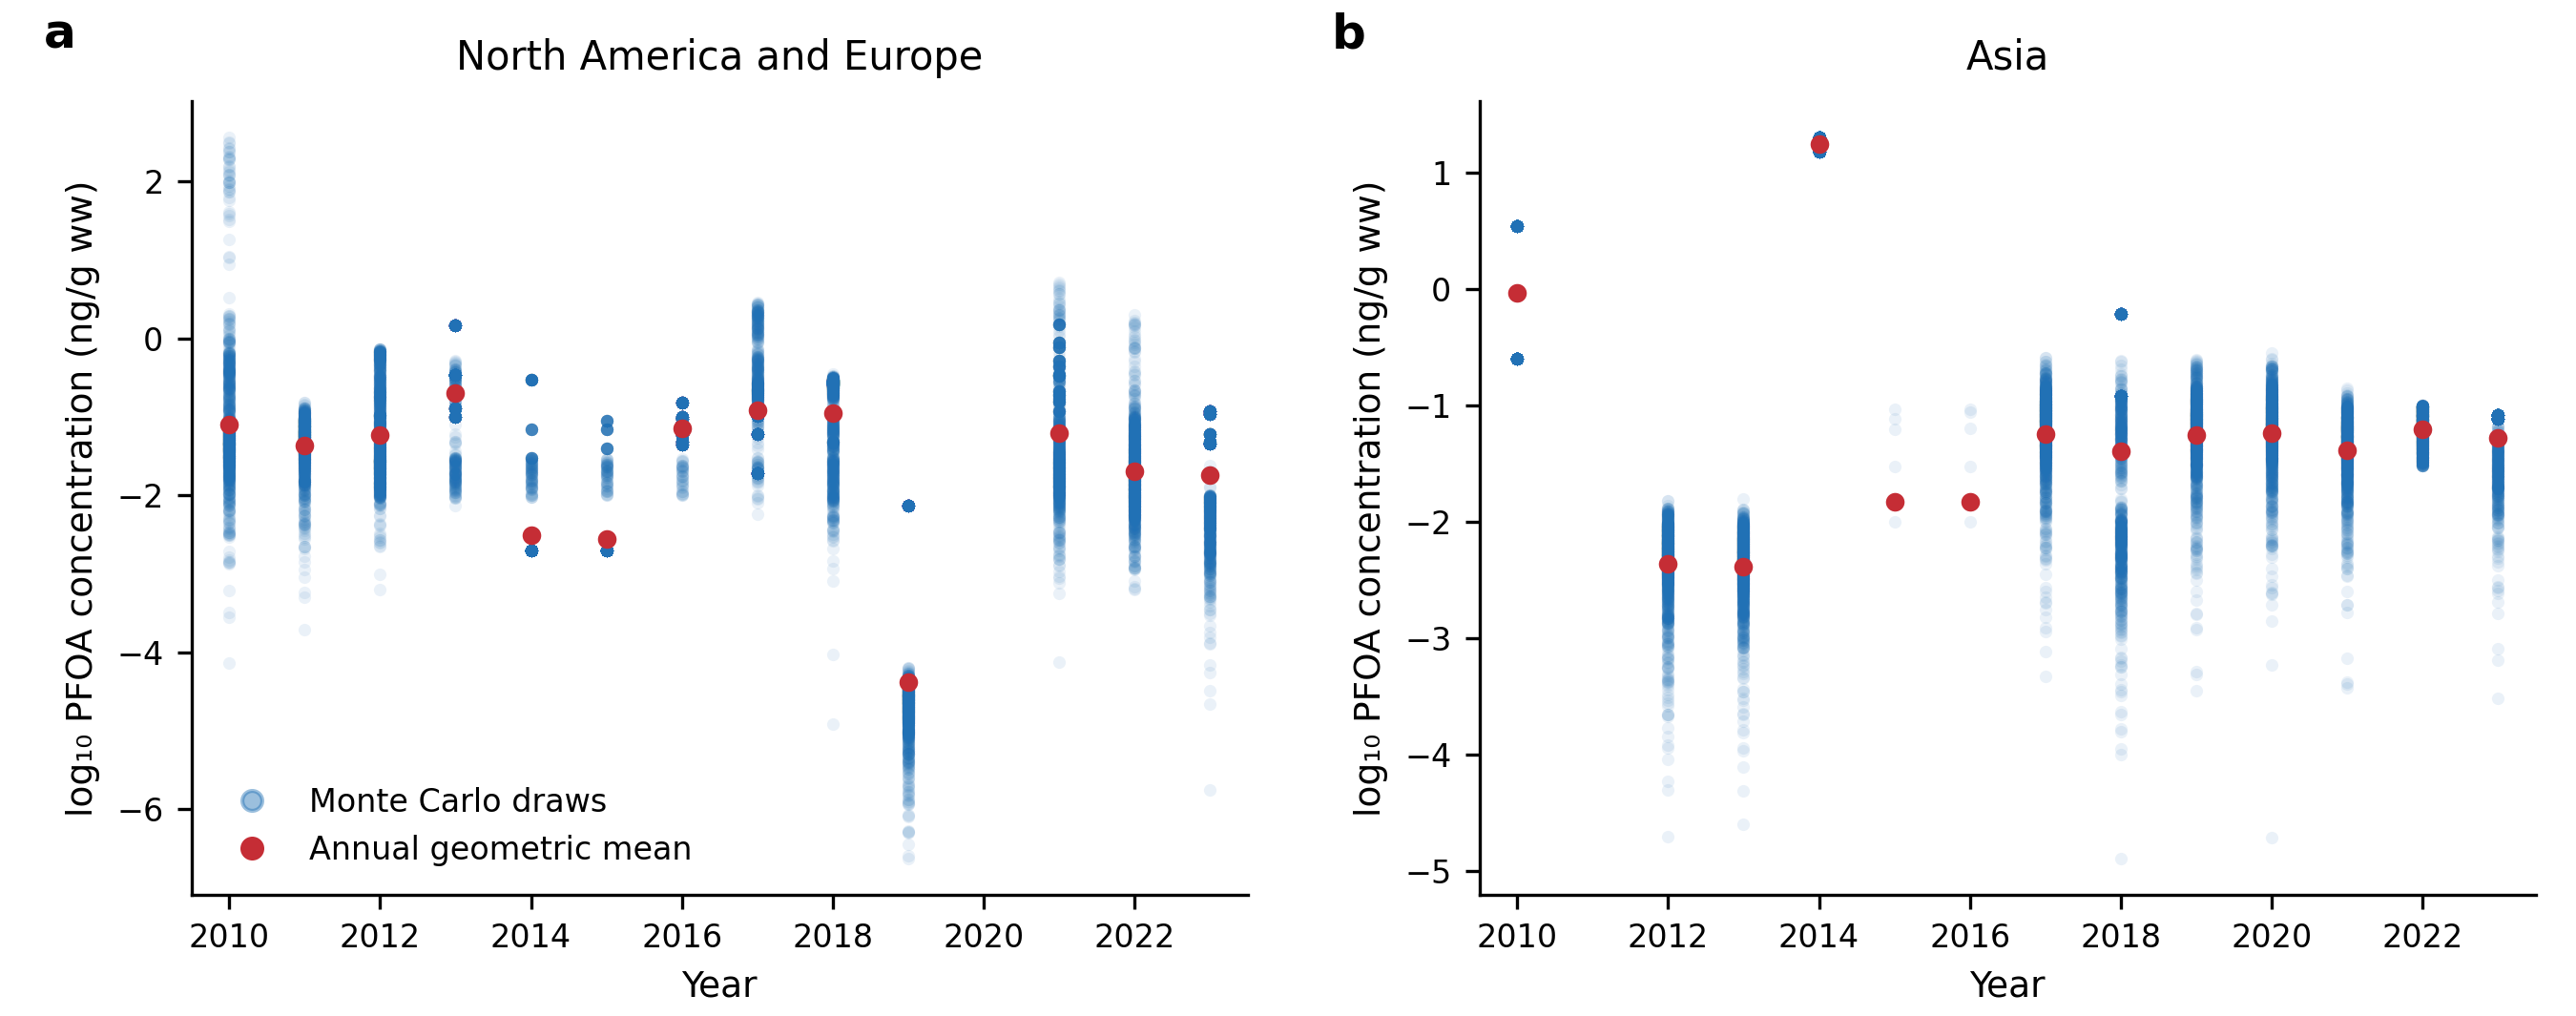 a
North America and Europe
log₁₀ PFOA concentration (ng/g ww)
2
0
−2
−4
−6
Monte Carlo draws
Annual geometric mean
2010 2012 2014 2016 2018 2020 2022
Year
b
Asia
log₁₀ PFOA concentration (ng/g ww)
1
0
−1
−2
−3
−4
−5
2010 2012 2014 2016 2018 2020 2022
Year